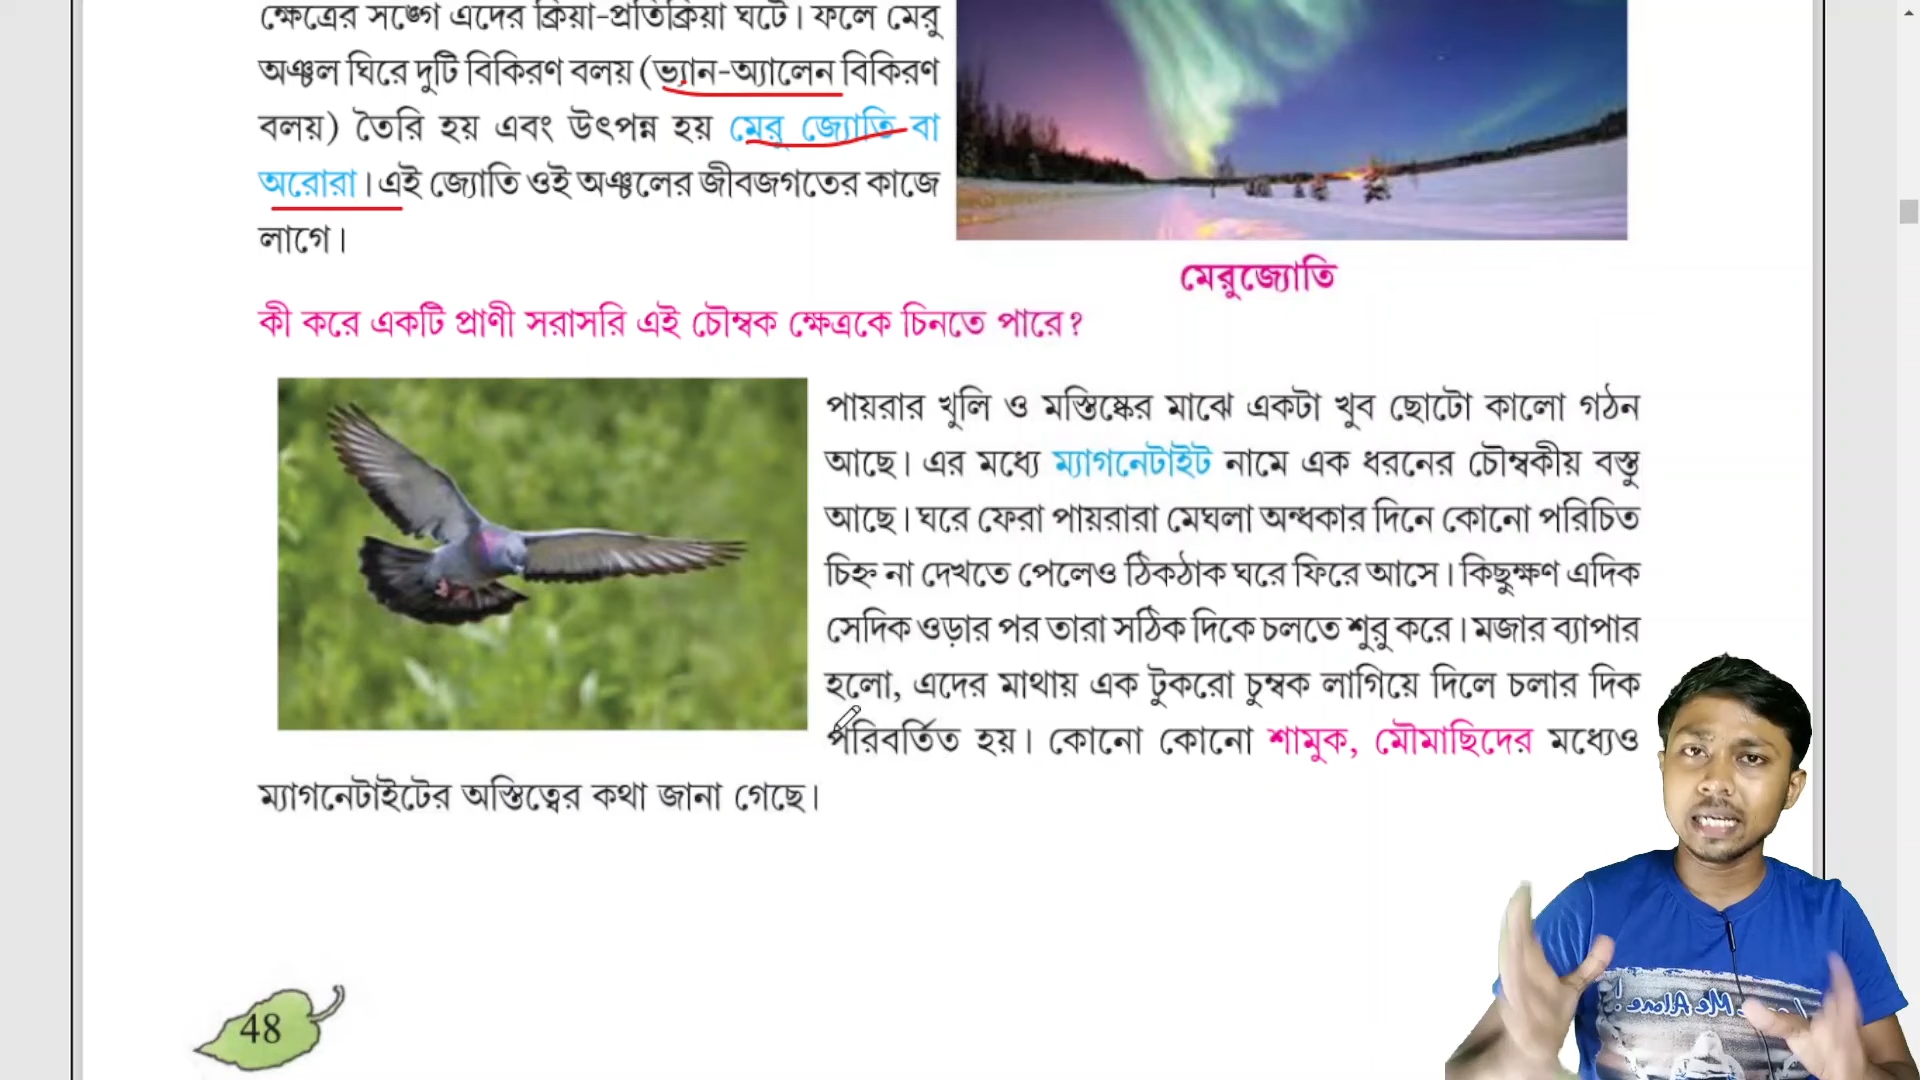 ক্ষেত্রের সঙ্গে এদের ক্রিয়া-প্রতিক্রিয়া ঘটে। ফলে মেরু
অঞ্চল ঘিরে দুটি বিকিরণ বলয় (ভ্যান-অ্যালেন বিকিরণ
বলয়) তৈরি হয় এবং উৎপন্ন হয় মেরু জ্যোতি বা
অরোরা। এই জ্যোতি ওই অঞ্চলের জীবজগতের কাজে
লাগে।
মেরুজ্যোতি
কী করে একটি প্রাণী সরাসরি এই চৌম্বক ক্ষেত্রকে চিনতে পারে?
পায়রার খুলি ও মস্তিষ্কের মাঝে একটা খুব ছোটো কালো গঠন
আছে। এর মধ্যে ম্যাগনেটাইট নামে এক ধরনের চৌম্বকীয় বস্তু
আছে। ঘরে ফেরা পায়রারা মেঘলা অন্ধকার দিনে কোনো পরিচিত
চিহ্ন না দেখতে পেলেও ঠিকঠাক ঘরে ফিরে আসে। কিছুক্ষণ এদিক
সেদিক ওড়ার পর তারা সঠিক দিকে চলতে শুরু করে। মজার ব্যাপার
হলো, এদের মাথায় এক টুকরো চুম্বক লাগিয়ে দিলে চলার দিক
পরিবর্তিত হয়। কোনো কোনো শামুক, মৌমাছিদের মধ্যেও
ম্যাগনেটাইটের অস্তিত্বের কথা জানা গেছে।
48
Me Alone!